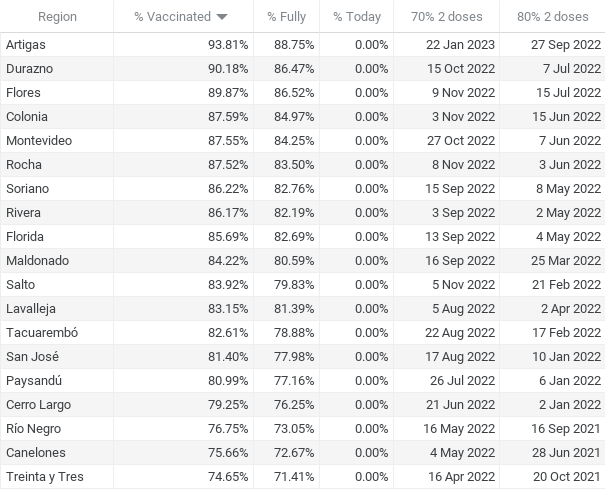 Region % Vaccinated % Fully % Today 70% 2 doses 80% 2 doses
Artigas 93.81% 88.75% 0.00% 22 Jan 2023 27 Sep 2022
Durazno 90.18% 86.47% 0.00% 15 Oct 2022 7 Jul 2022
Flores 89.87% 86.52% 0.00% 9 Nov 2022 15 Jul 2022
Colonia 87.59% 84.97% 0.00% 3 Nov 2022 15 Jun 2022
Montevideo 87.55% 84.25% 0.00% 27 Oct 2022 7 Jun 2022
Rocha 87.52% 83.50% 0.00% 8 Nov 2022 3 Jun 2022
Soriano 86.22% 82.76% 0.00% 15 Sep 2022 8 May 2022
Rivera 86.17% 82.19% 0.00% 3 Sep 2022 2 May 2022
Florida 85.69% 82.69% 0.00% 13 Sep 2022 4 May 2022
Maldonado 84.22% 80.59% 0.00% 16 Sep 2022 25 Mar 2022
Salto 83.92% 79.83% 0.00% 5 Nov 2022 21 Feb 2022
Lavalleja 83.15% 81.39% 0.00% 5 Aug 2022 2 Apr 2022
Tacuarembó 82.61% 78.88% 0.00% 22 Aug 2022 17 Feb 2022
San José 81.40% 77.98% 0.00% 17 Aug 2022 10 Jan 2022
Paysandú 80.99% 77.16% 0.00% 26 Jul 2022 6 Jan 2022
Cerro Largo 79.25% 76.25% 0.00% 21 Jun 2022 2 Jan 2022
Río Negro 76.75% 73.05% 0.00% 16 May 2022 16 Sep 2021
Canelones 75.66% 72.67% 0.00% 4 May 2022 28 Jun 2021
Treinta y Tres 74.65% 71.41% 0.00% 16 Apr 2022 20 Oct 2021